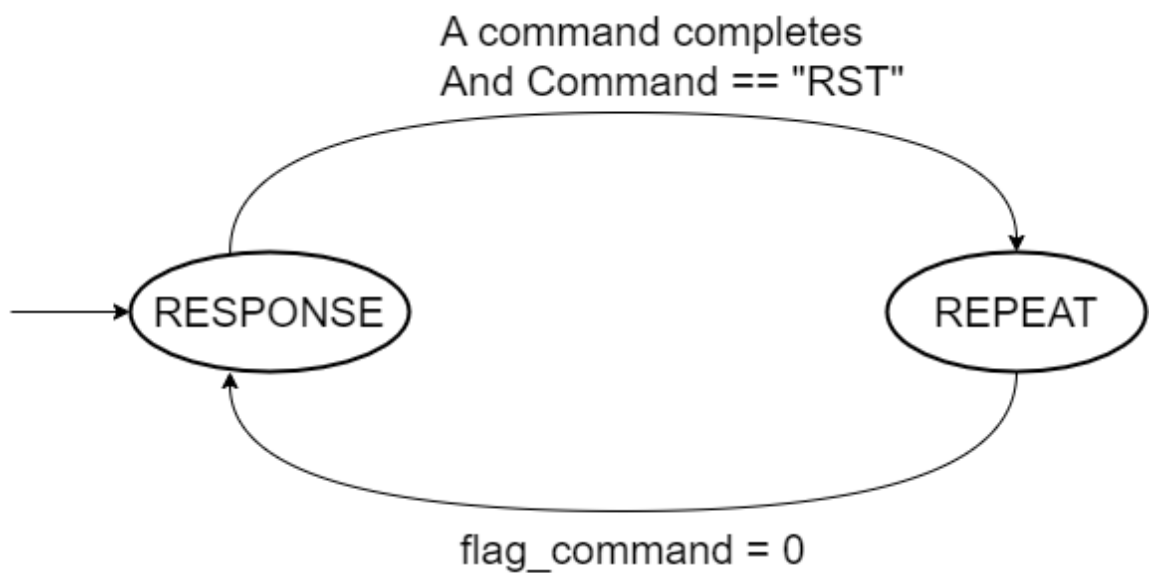 A command completes
And Command == "RST"
RESPONSE
REPEAT
flag_command = 0